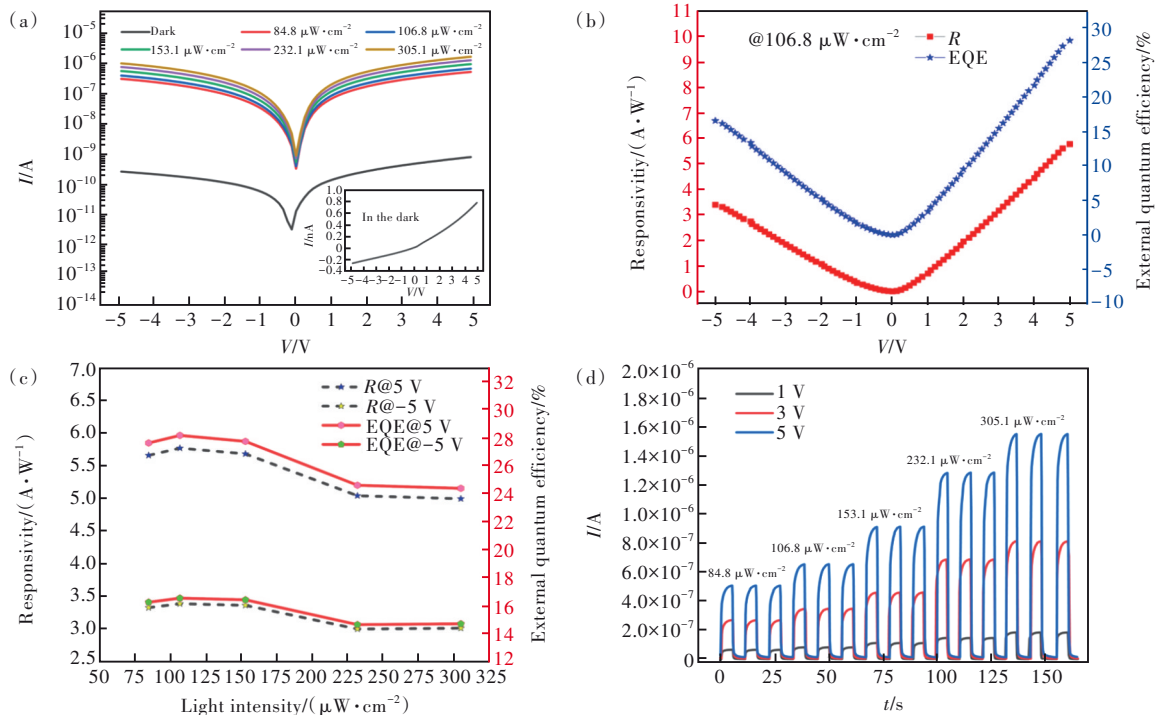 (a)
Dark
84.8 μW·cm⁻²
106.8 μW·cm⁻²
153.1 μW·cm⁻²
232.1 μW·cm⁻²
305.1 μW·cm⁻²
10⁻⁵
10⁻⁶
10⁻⁷
10⁻⁸
10⁻⁹
10⁻¹⁰
10⁻¹¹
10⁻¹²
10⁻¹³
10⁻¹⁴
I/A
−5 −4 −3 −2 −1 0 1 2 3 4 5
V/V
In the dark
1.0
0.8
0.6
0.4
0.2
0
−0.2
−0.4
I/nA
−5 −4 −3 −2 −1 0 1 2 3 4 5
V/V
(b)
@106.8 μW·cm⁻²
R
EQE
11
10
9
8
7
6
5
4
3
2
1
0
Responsivity/(A·W⁻¹)
30
25
20
15
10
5
0
−5
−10
External quantum efficiency/%
−5 −4 −3 −2 −1 0 1 2 3 4 5
V/V
(c)
R@5 V
R@−5 V
EQE@5 V
EQE@−5 V
7.0
6.5
6.0
5.5
5.0
4.5
4.0
3.5
3.0
2.5
Responsivity/(A·W⁻¹)
32
30
28
26
24
22
20
18
16
14
12
External quantum efficiency/%
75 100 125 150 175 200 225 250 275 300 325
Light intensity/(μW·cm⁻²)
(d)
1 V
3 V
5 V
2.0×10⁻⁶
1.8×10⁻⁶
1.6×10⁻⁶
1.4×10⁻⁶
1.2×10⁻⁶
1.0×10⁻⁶
8.0×10⁻⁷
6.0×10⁻⁷
4.0×10⁻⁷
2.0×10⁻⁷
0
I/A
84.8 μW·cm⁻²
106.8 μW·cm⁻²
153.1 μW·cm⁻²
232.1 μW·cm⁻²
305.1 μW·cm⁻²
0 25 50 75 100 125 150
t/s